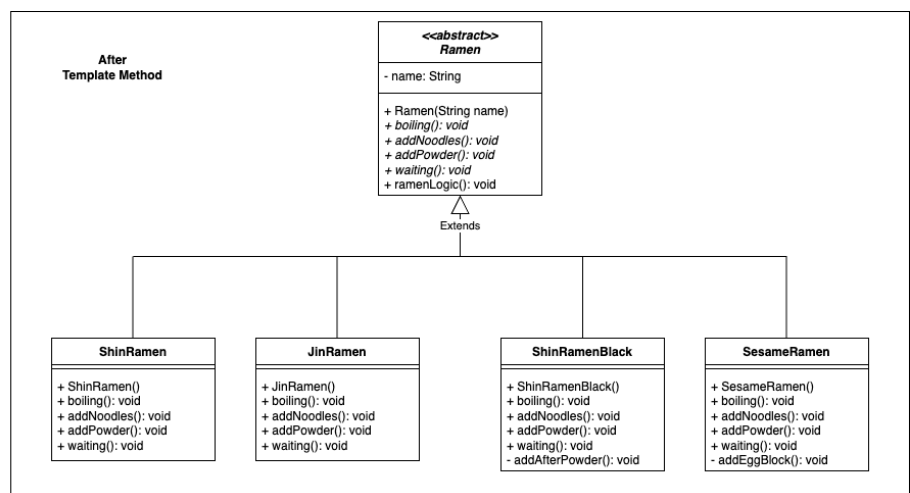 After
Template Method
<<abstract>>
Ramen
- name: String
+ Ramen(String name)
+ boiling(): void
+ addNoodles(): void
+ addPowder(): void
+ waiting(): void
+ ramenLogic(): void
Extends
ShinRamen
+ ShinRamen()
+ boiling(): void
+ addNoodles(): void
+ addPowder(): void
+ waiting(): void
JinRamen
+ JinRamen()
+ boiling(): void
+ addNoodles(): void
+ addPowder(): void
+ waiting(): void
ShinRamenBlack
+ ShinRamenBlack()
+ boiling(): void
+ addNoodles(): void
+ addPowder(): void
+ waiting(): void
- addAfterPowder(): void
SesameRamen
+ SesameRamen()
+ boiling(): void
+ addNoodles(): void
+ addPowder(): void
+ waiting(): void
- addEggBlock(): void